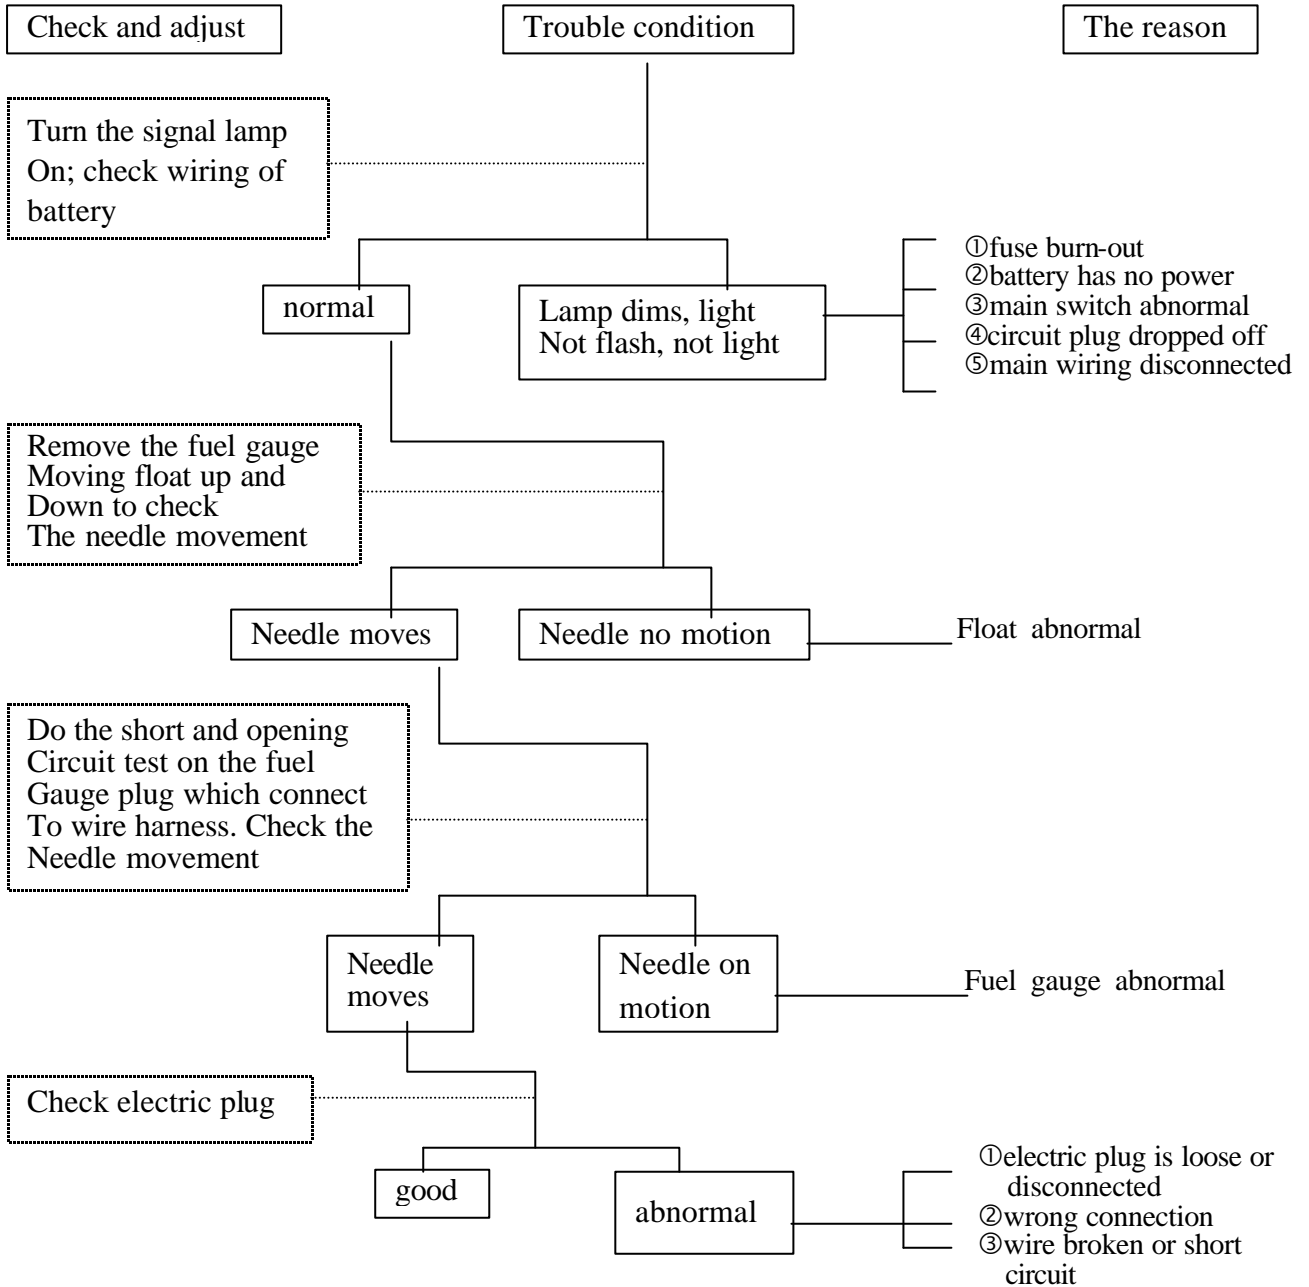 Check and adjust
Trouble condition
The reason
Turn the signal lamp
On; check wiring of
battery
normal
Lamp dims, light
Not flash, not light
①fuse burn-out
②battery has no power
③main switch abnormal
④circuit plug dropped off
⑤main wiring disconnected
Remove the fuel gauge
Moving float up and
Down to check
The needle movement
Needle moves
Needle no motion
Float abnormal
Do the short and opening
Circuit test on the fuel
Gauge plug which connect
To wire harness. Check the
Needle movement
Needle
moves
Needle on
motion
Fuel gauge abnormal
Check electric plug
good
abnormal
①electric plug is loose or
disconnected
②wrong connection
③wire broken or short
circuit